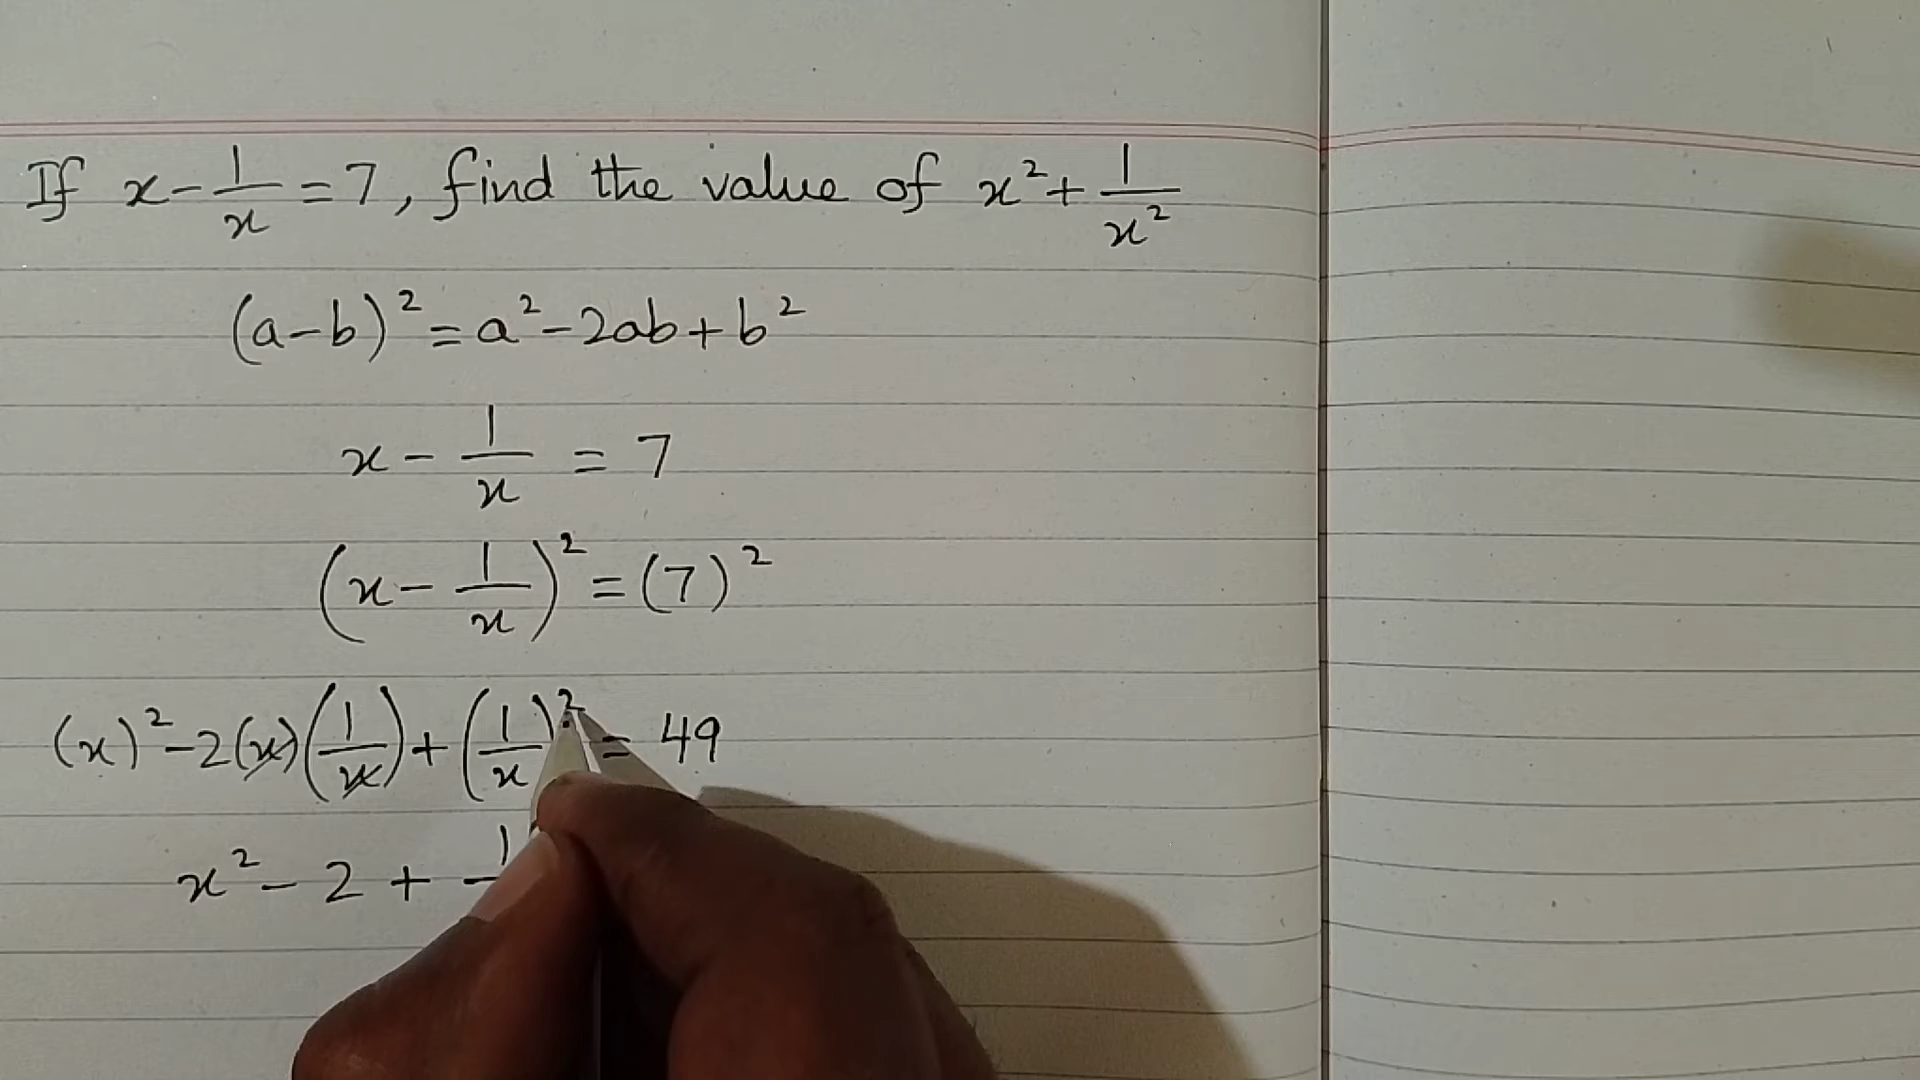 If x - 1/x = 7, find the value of x² + 1/x²
(a-b)² = a² - 2ab + b²
x - 1/x = 7
(x - 1/x)² = (7)²
(x)² - 2(x)(1/x) + (1/x)² = 49
x² - 2 + 1